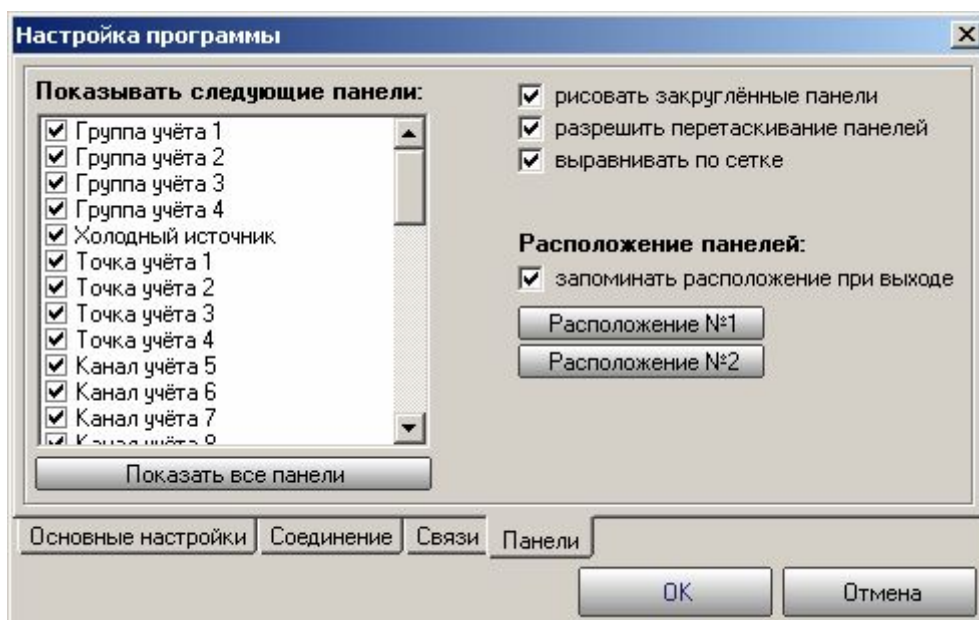 Настройка программы
Показывать следующие панели:
Группа учёта 1
Группа учёта 2
Группа учёта 3
Группа учёта 4
Холодный источник
Точка учёта 1
Точка учёта 2
Точка учёта 3
Точка учёта 4
Канал учёта 5
Канал учёта 6
Канал учёта 7
Канал учёта 8
Показать все панели
рисовать закруглённые панели
разрешить перетаскивание панелей
выравнивать по сетке
Расположение панелей:
запоминать расположение при выходе
Расположение №1
Расположение №2
Основные настройки
Соединение
Связи
Панели
OK
Отмена